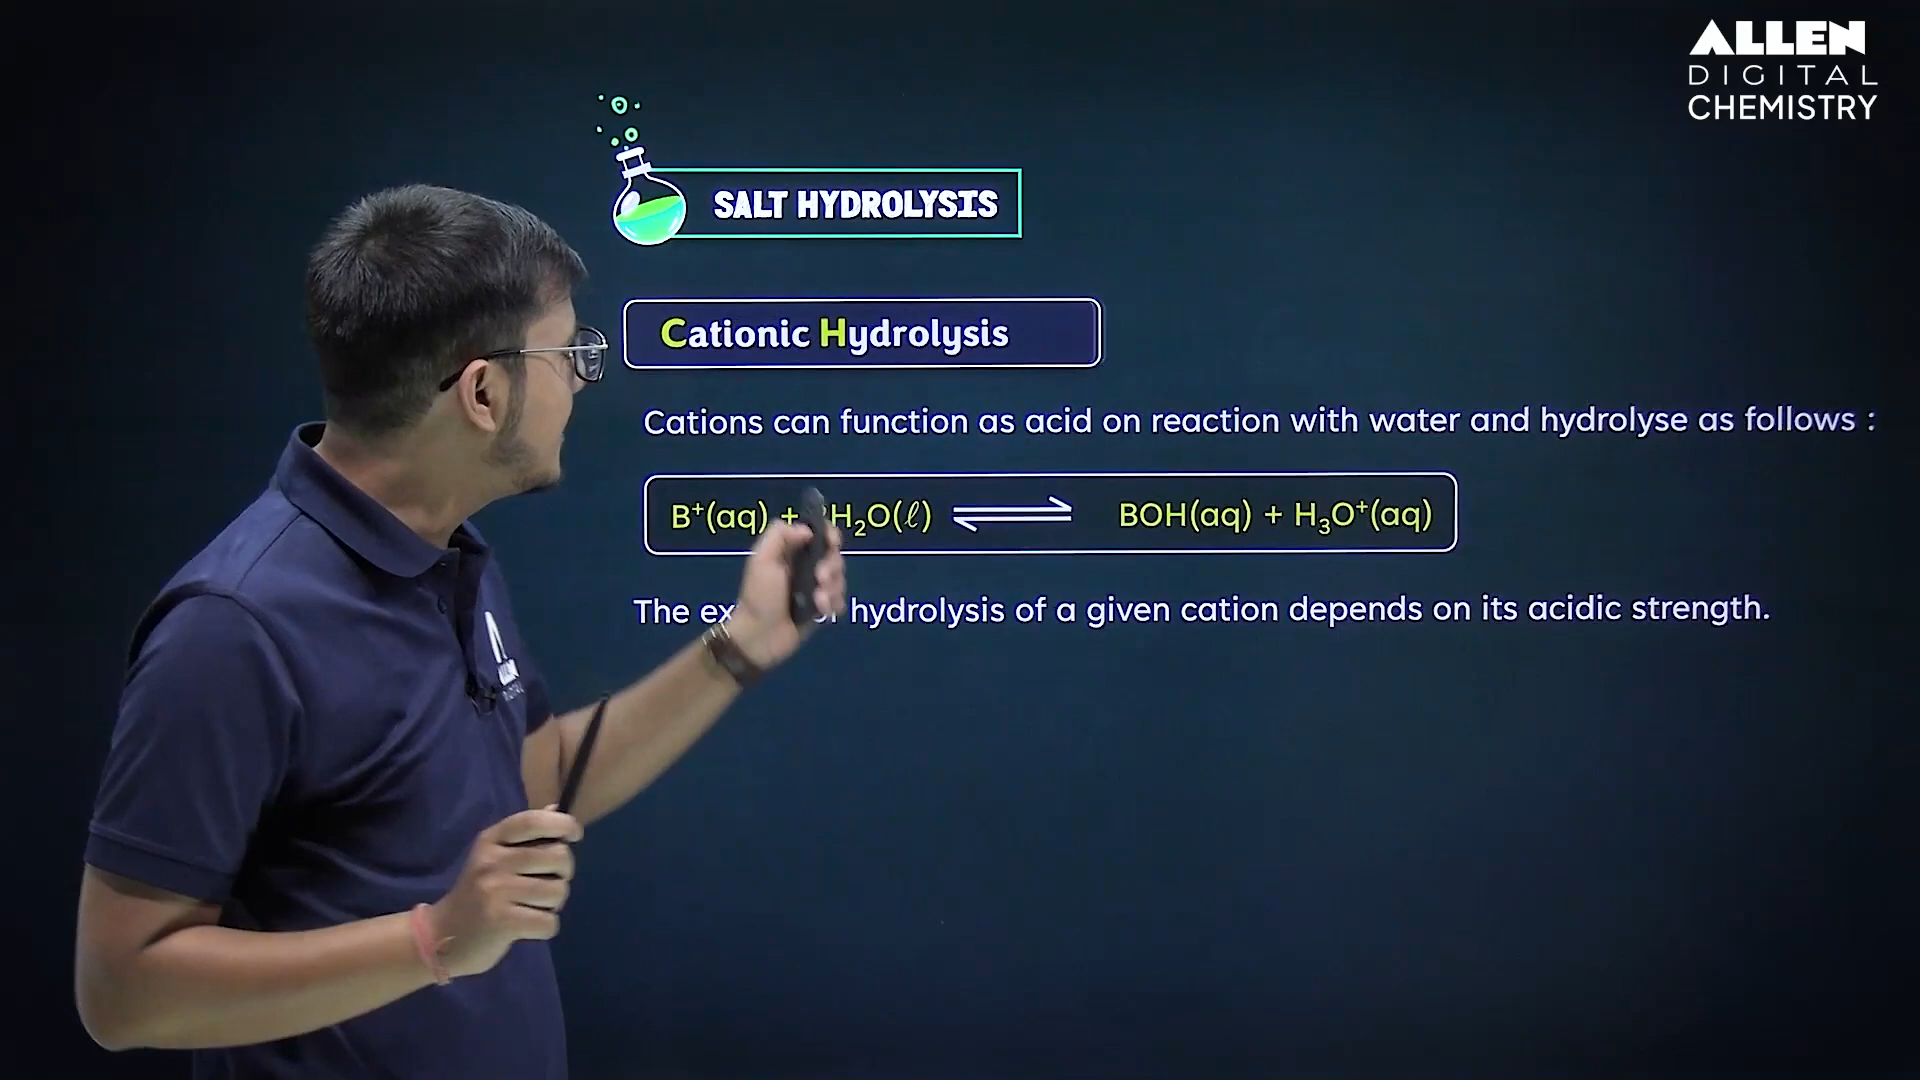 ALLEN
DIGITAL
CHEMISTRY
SALT HYDROLYSIS
Cationic Hydrolysis
Cations can function as acid on reaction with water and hydrolyse as follows :
B⁺(aq) + H₂O(ℓ) ⇌ BOH(aq) + H₃O⁺(aq)
The hydrolysis of a given cation depends on its acidic strength.